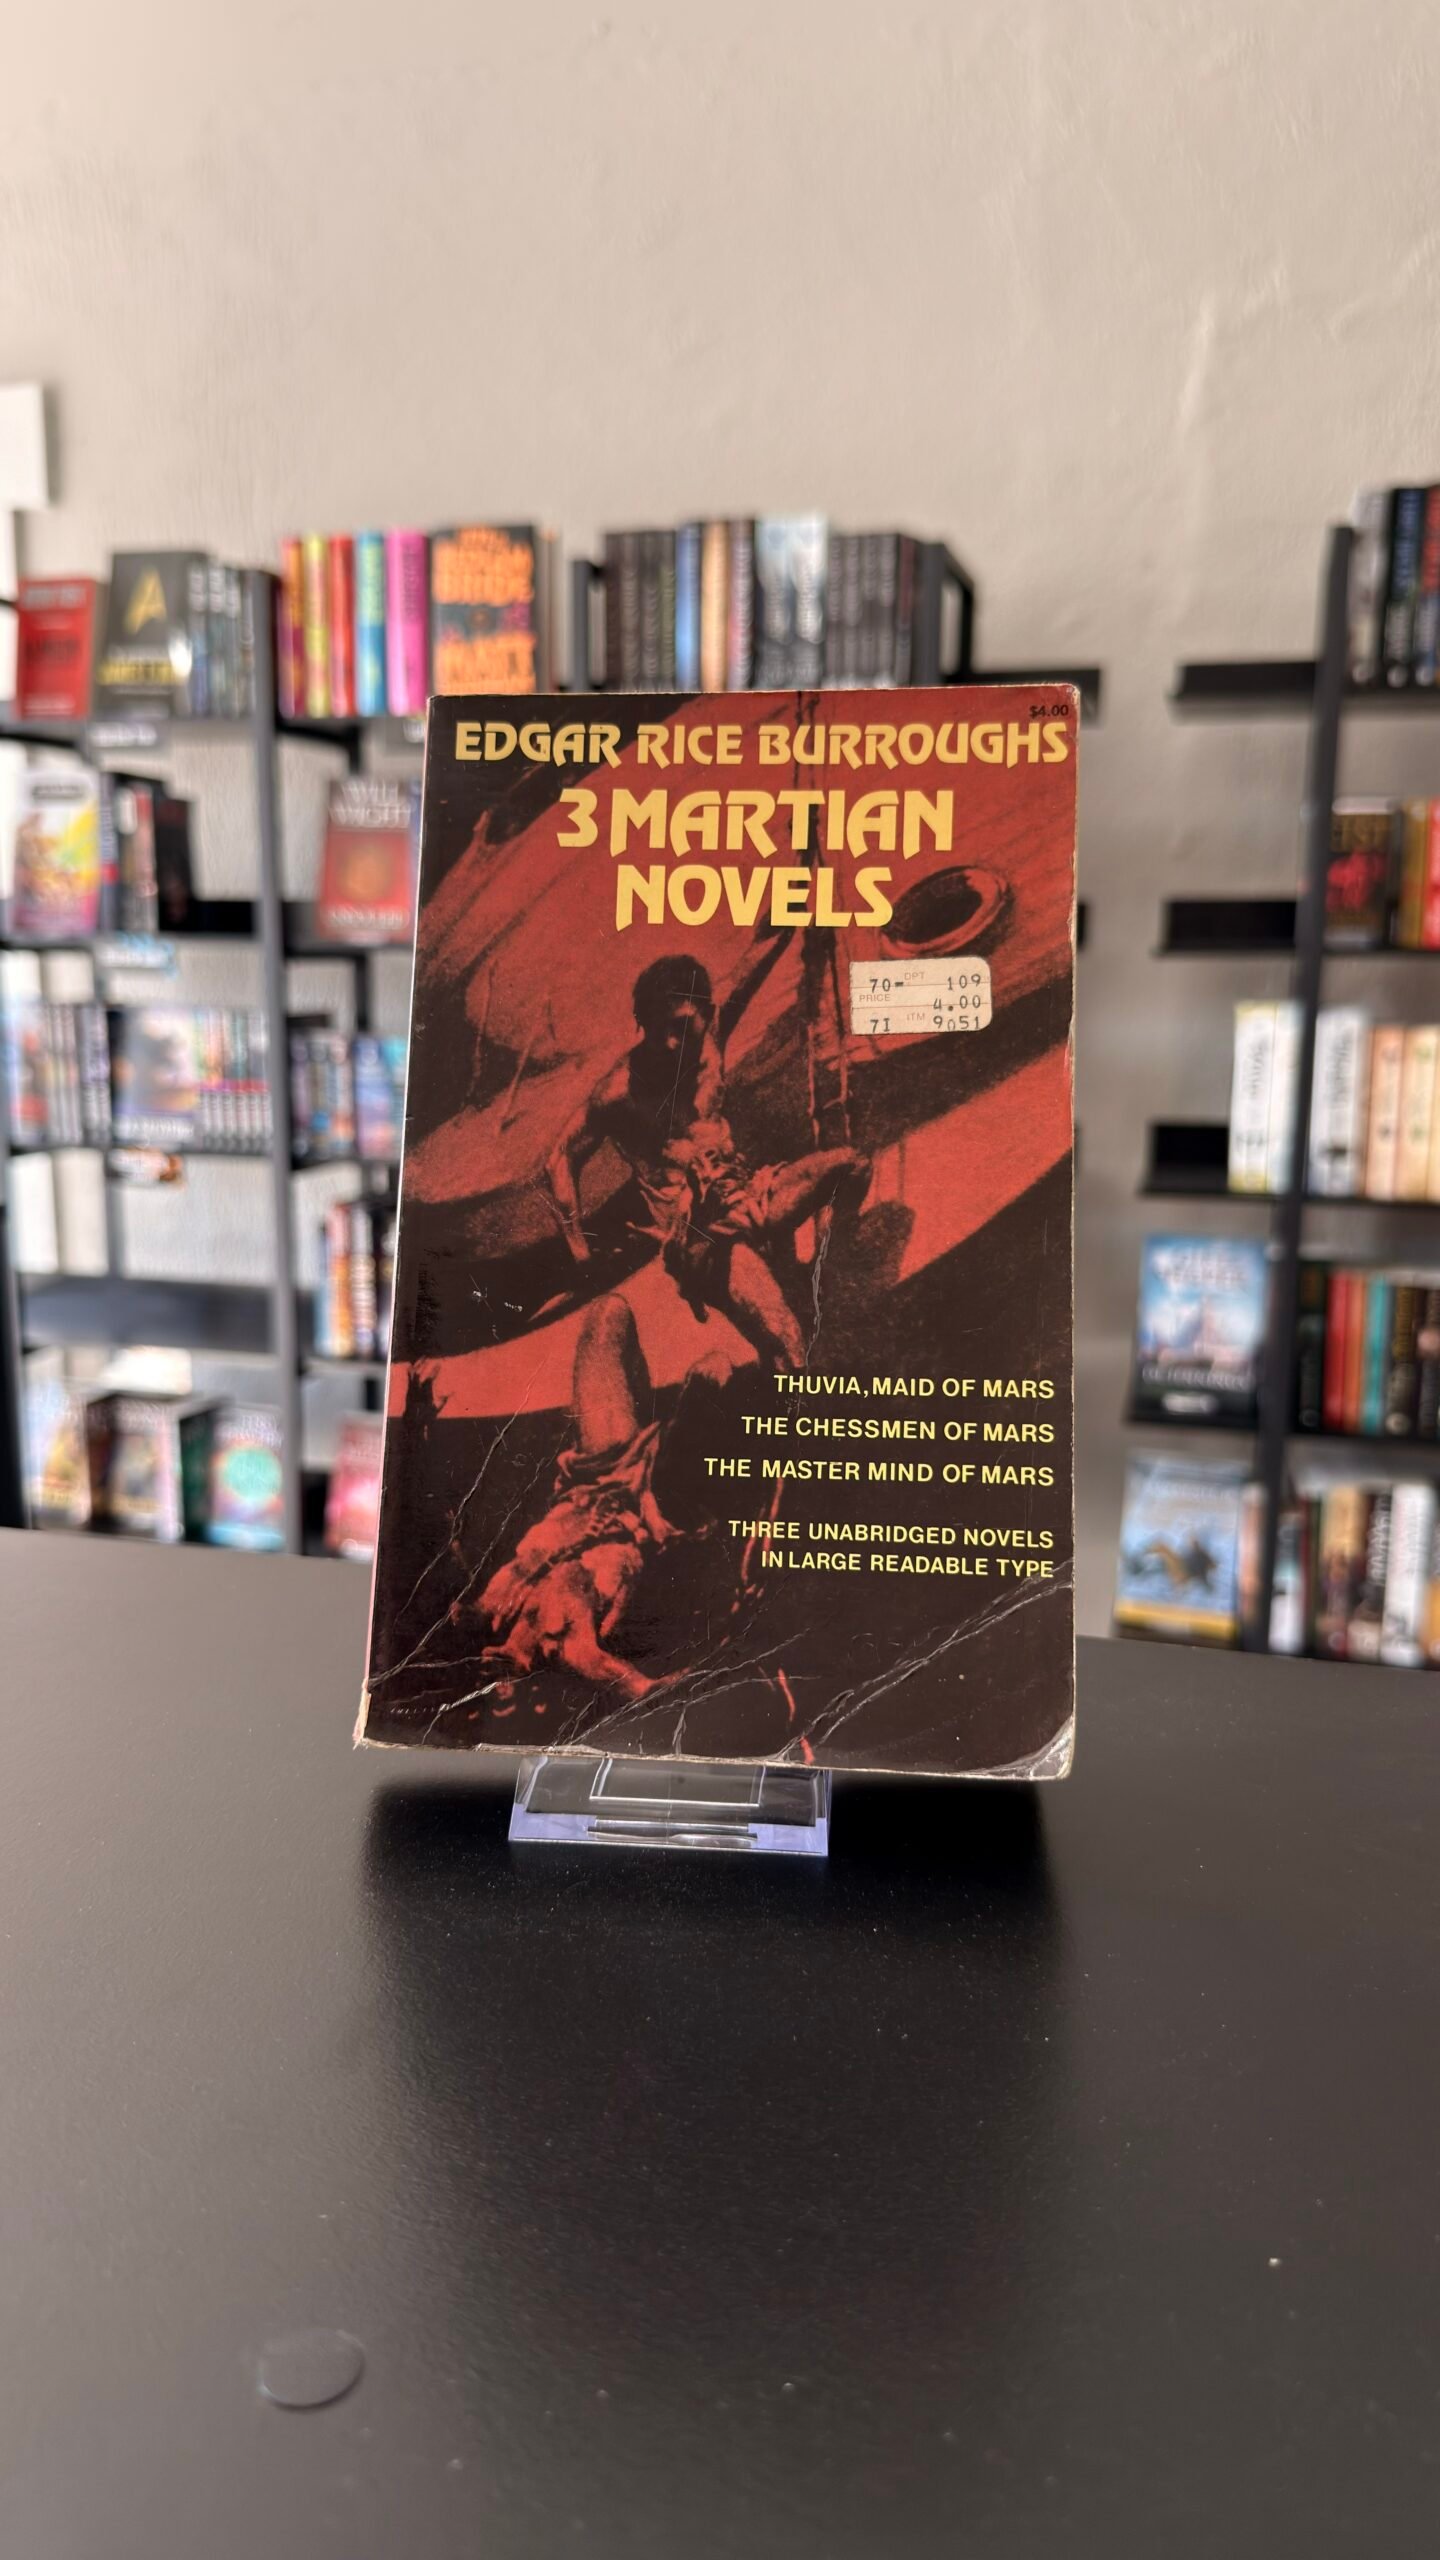 $4.00
EDGAR RICE BURROUGHS
3 MARTIAN
NOVELS
70- DPT 109
PRICE 4.00
71 ITM 9051
THUVIA, MAID OF MARS
THE CHESSMEN OF MARS
THE MASTER MIND OF MARS
THREE UNABRIDGED NOVELS
IN LARGE READABLE TYPE